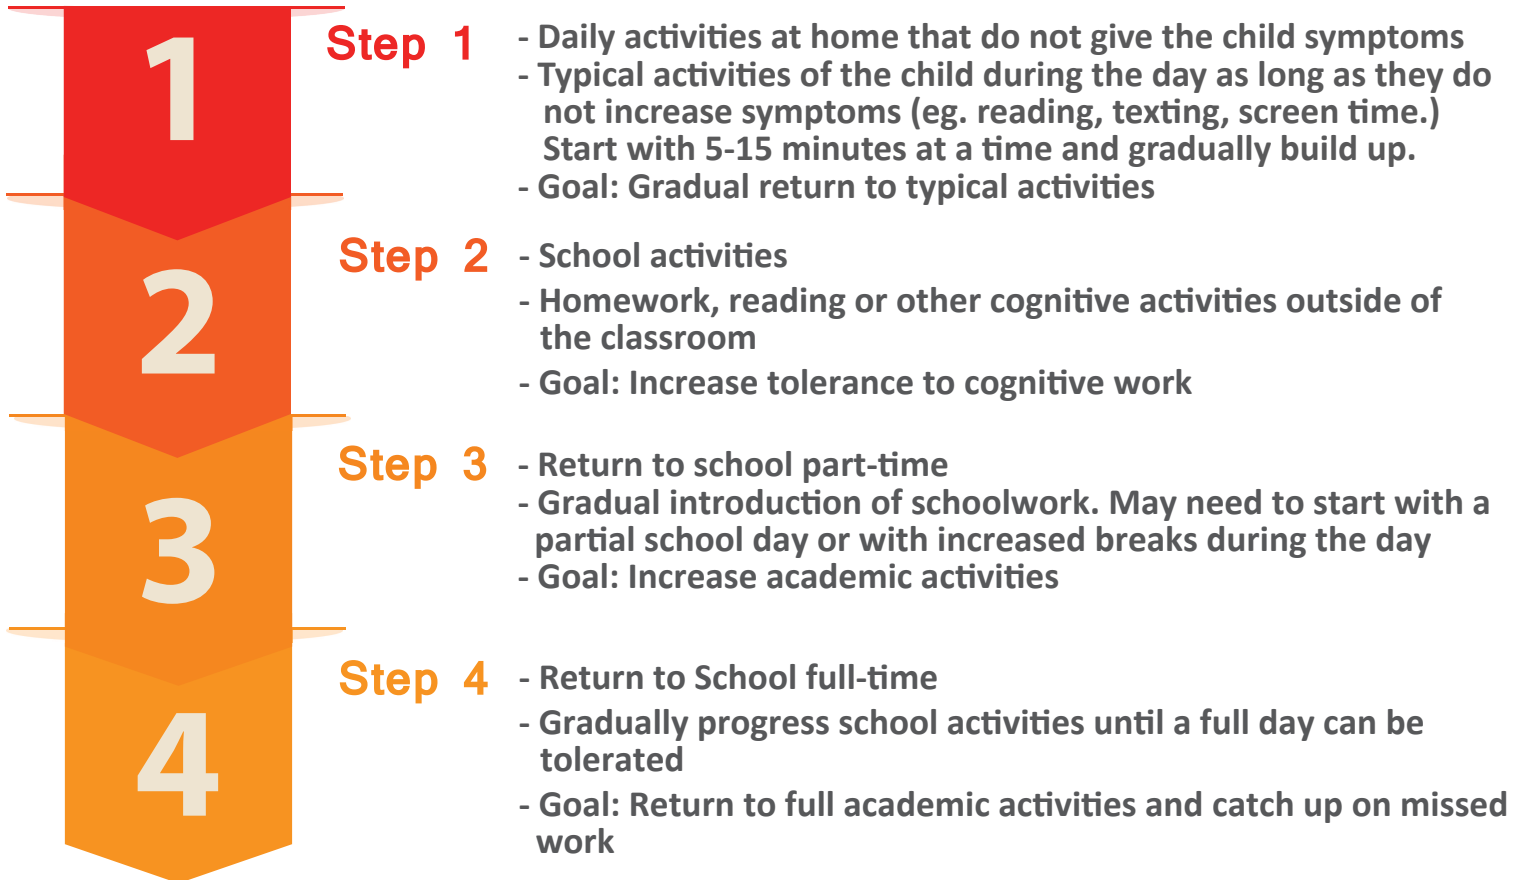 1
Step 1
- Daily activities at home that do not give the child symptoms
- Typical activities of the child during the day as long as they do
not increase symptoms (eg. reading, texting, screen time.)
Start with 5-15 minutes at a time and gradually build up.
- Goal: Gradual return to typical activities
2
Step 2
- School activities
- Homework, reading or other cognitive activities outside of
the classroom
- Goal: Increase tolerance to cognitive work
3
Step 3
- Return to school part-time
- Gradual introduction of schoolwork. May need to start with a
partial school day or with increased breaks during the day
- Goal: Increase academic activities
4
Step 4
- Return to School full-time
- Gradually progress school activities until a full day can be
tolerated
- Goal: Return to full academic activities and catch up on missed
work